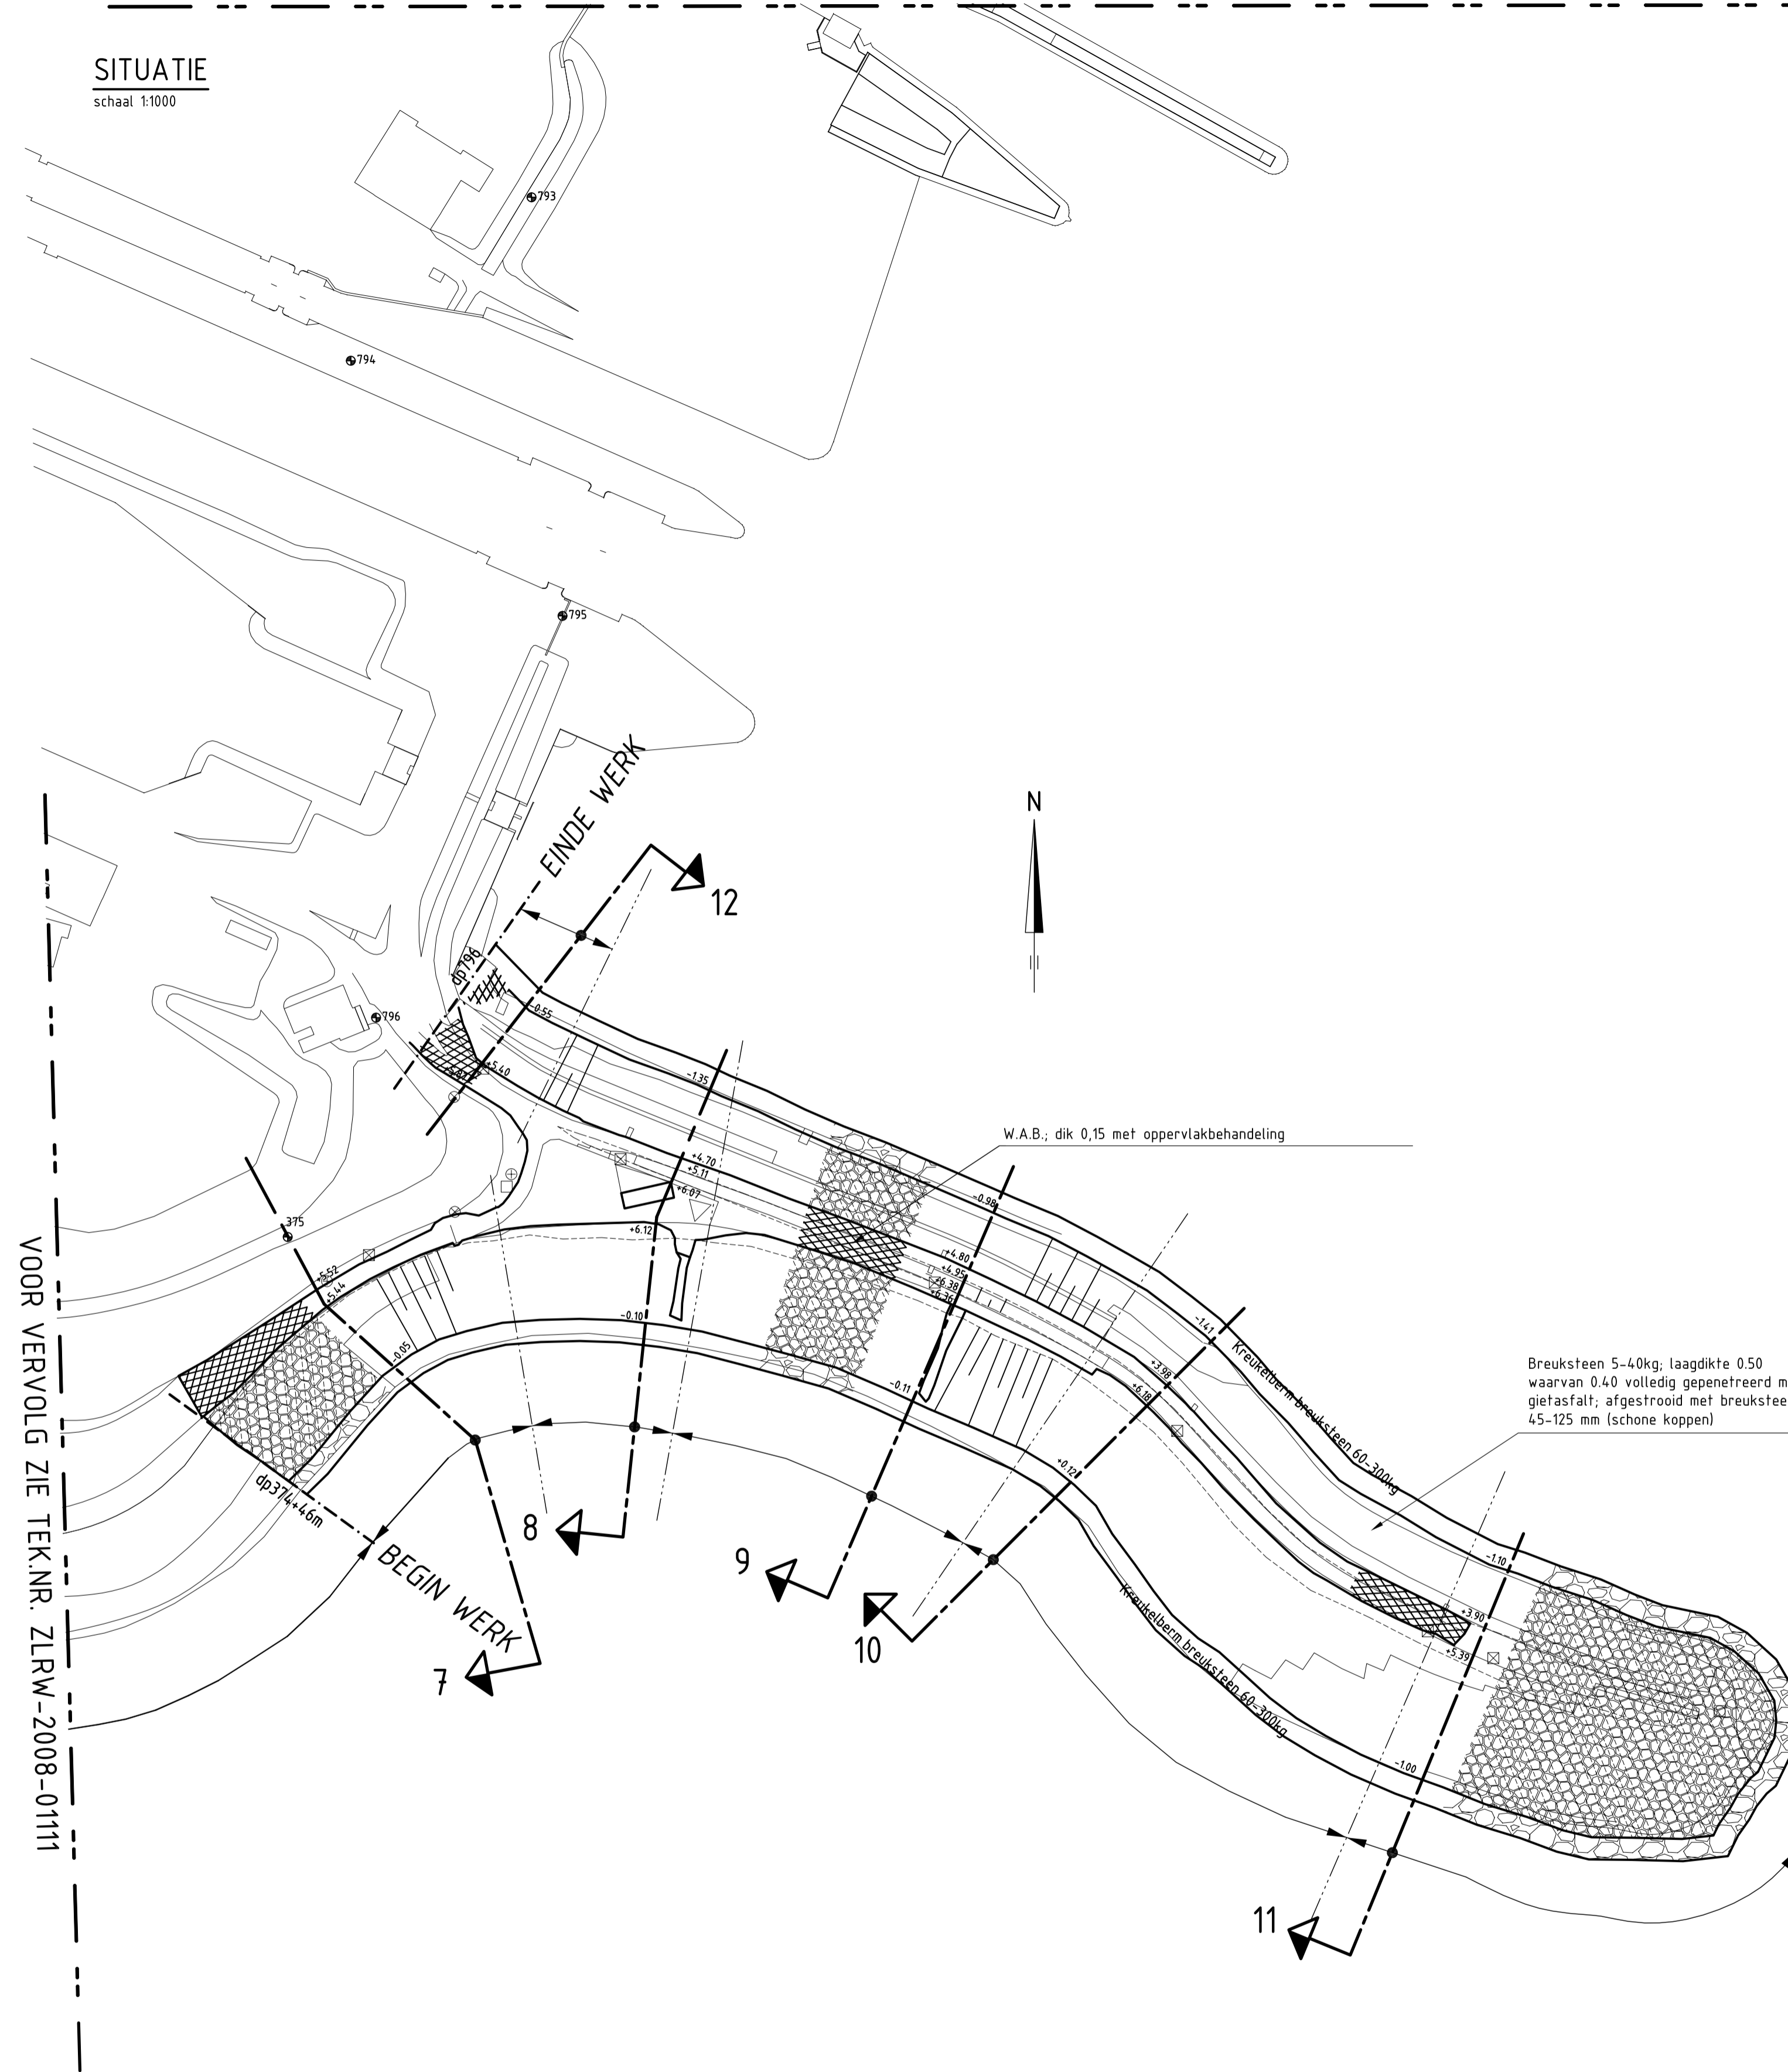 SITUATIE
schaal 1:1000
793
794
795
EINDE WERK
N
12
dp796
796
-0.55
+5.40
-1.35
W.A.B.; dik 0,15 met oppervlakbehandeling
+4.70
+5.11
+6.07
-0.98
375
+6.12
+4.80
+4.95
+6.38
+6.36
+5.52
+5.44
-0.10
-1.41
Kreukelberm breuksteen 60-300kg
-0.05
+3.98
+6.18
-0.11
Breuksteen 5-40kg; laagdikte 0.50
waarvan 0.40 volledig gepenetreerd m
gietasfalt; afgestrooid met breukstee
45-125 mm (schone koppen)
+0.12
dp374+46m
BEGIN WERK
8
9
10
7
-1.10
+3.90
+5.39
Kreukelberm breuksteen 60-300kg
-1.00
11
VOOR VERVOLG ZIE TEK.NR. ZLRW-2008-01111